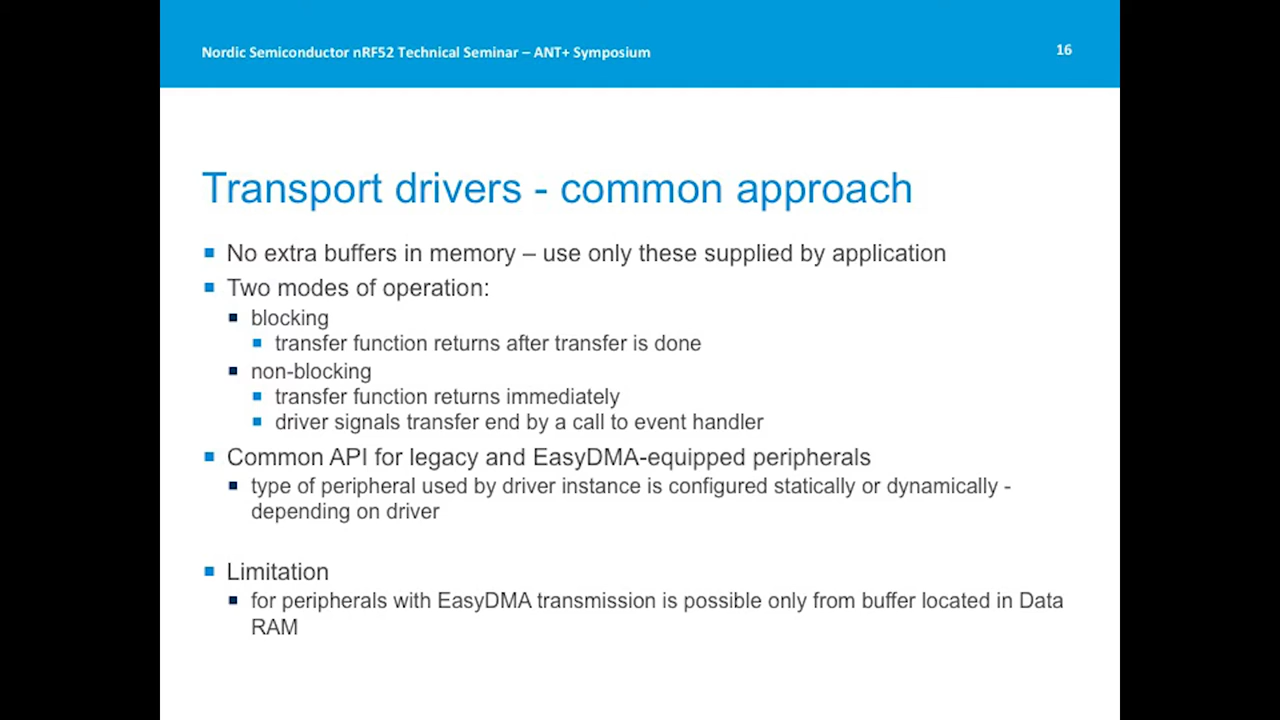 Nordic Semiconductor nRF52 Technical Seminar – ANT+ Symposium
16
Transport drivers - common approach
No extra buffers in memory – use only these supplied by application
Two modes of operation:
blocking
transfer function returns after transfer is done
non-blocking
transfer function returns immediately
driver signals transfer end by a call to event handler
Common API for legacy and EasyDMA-equipped peripherals
type of peripheral used by driver instance is configured statically or dynamically -
depending on driver
Limitation
for peripherals with EasyDMA transmission is possible only from buffer located in Data
RAM